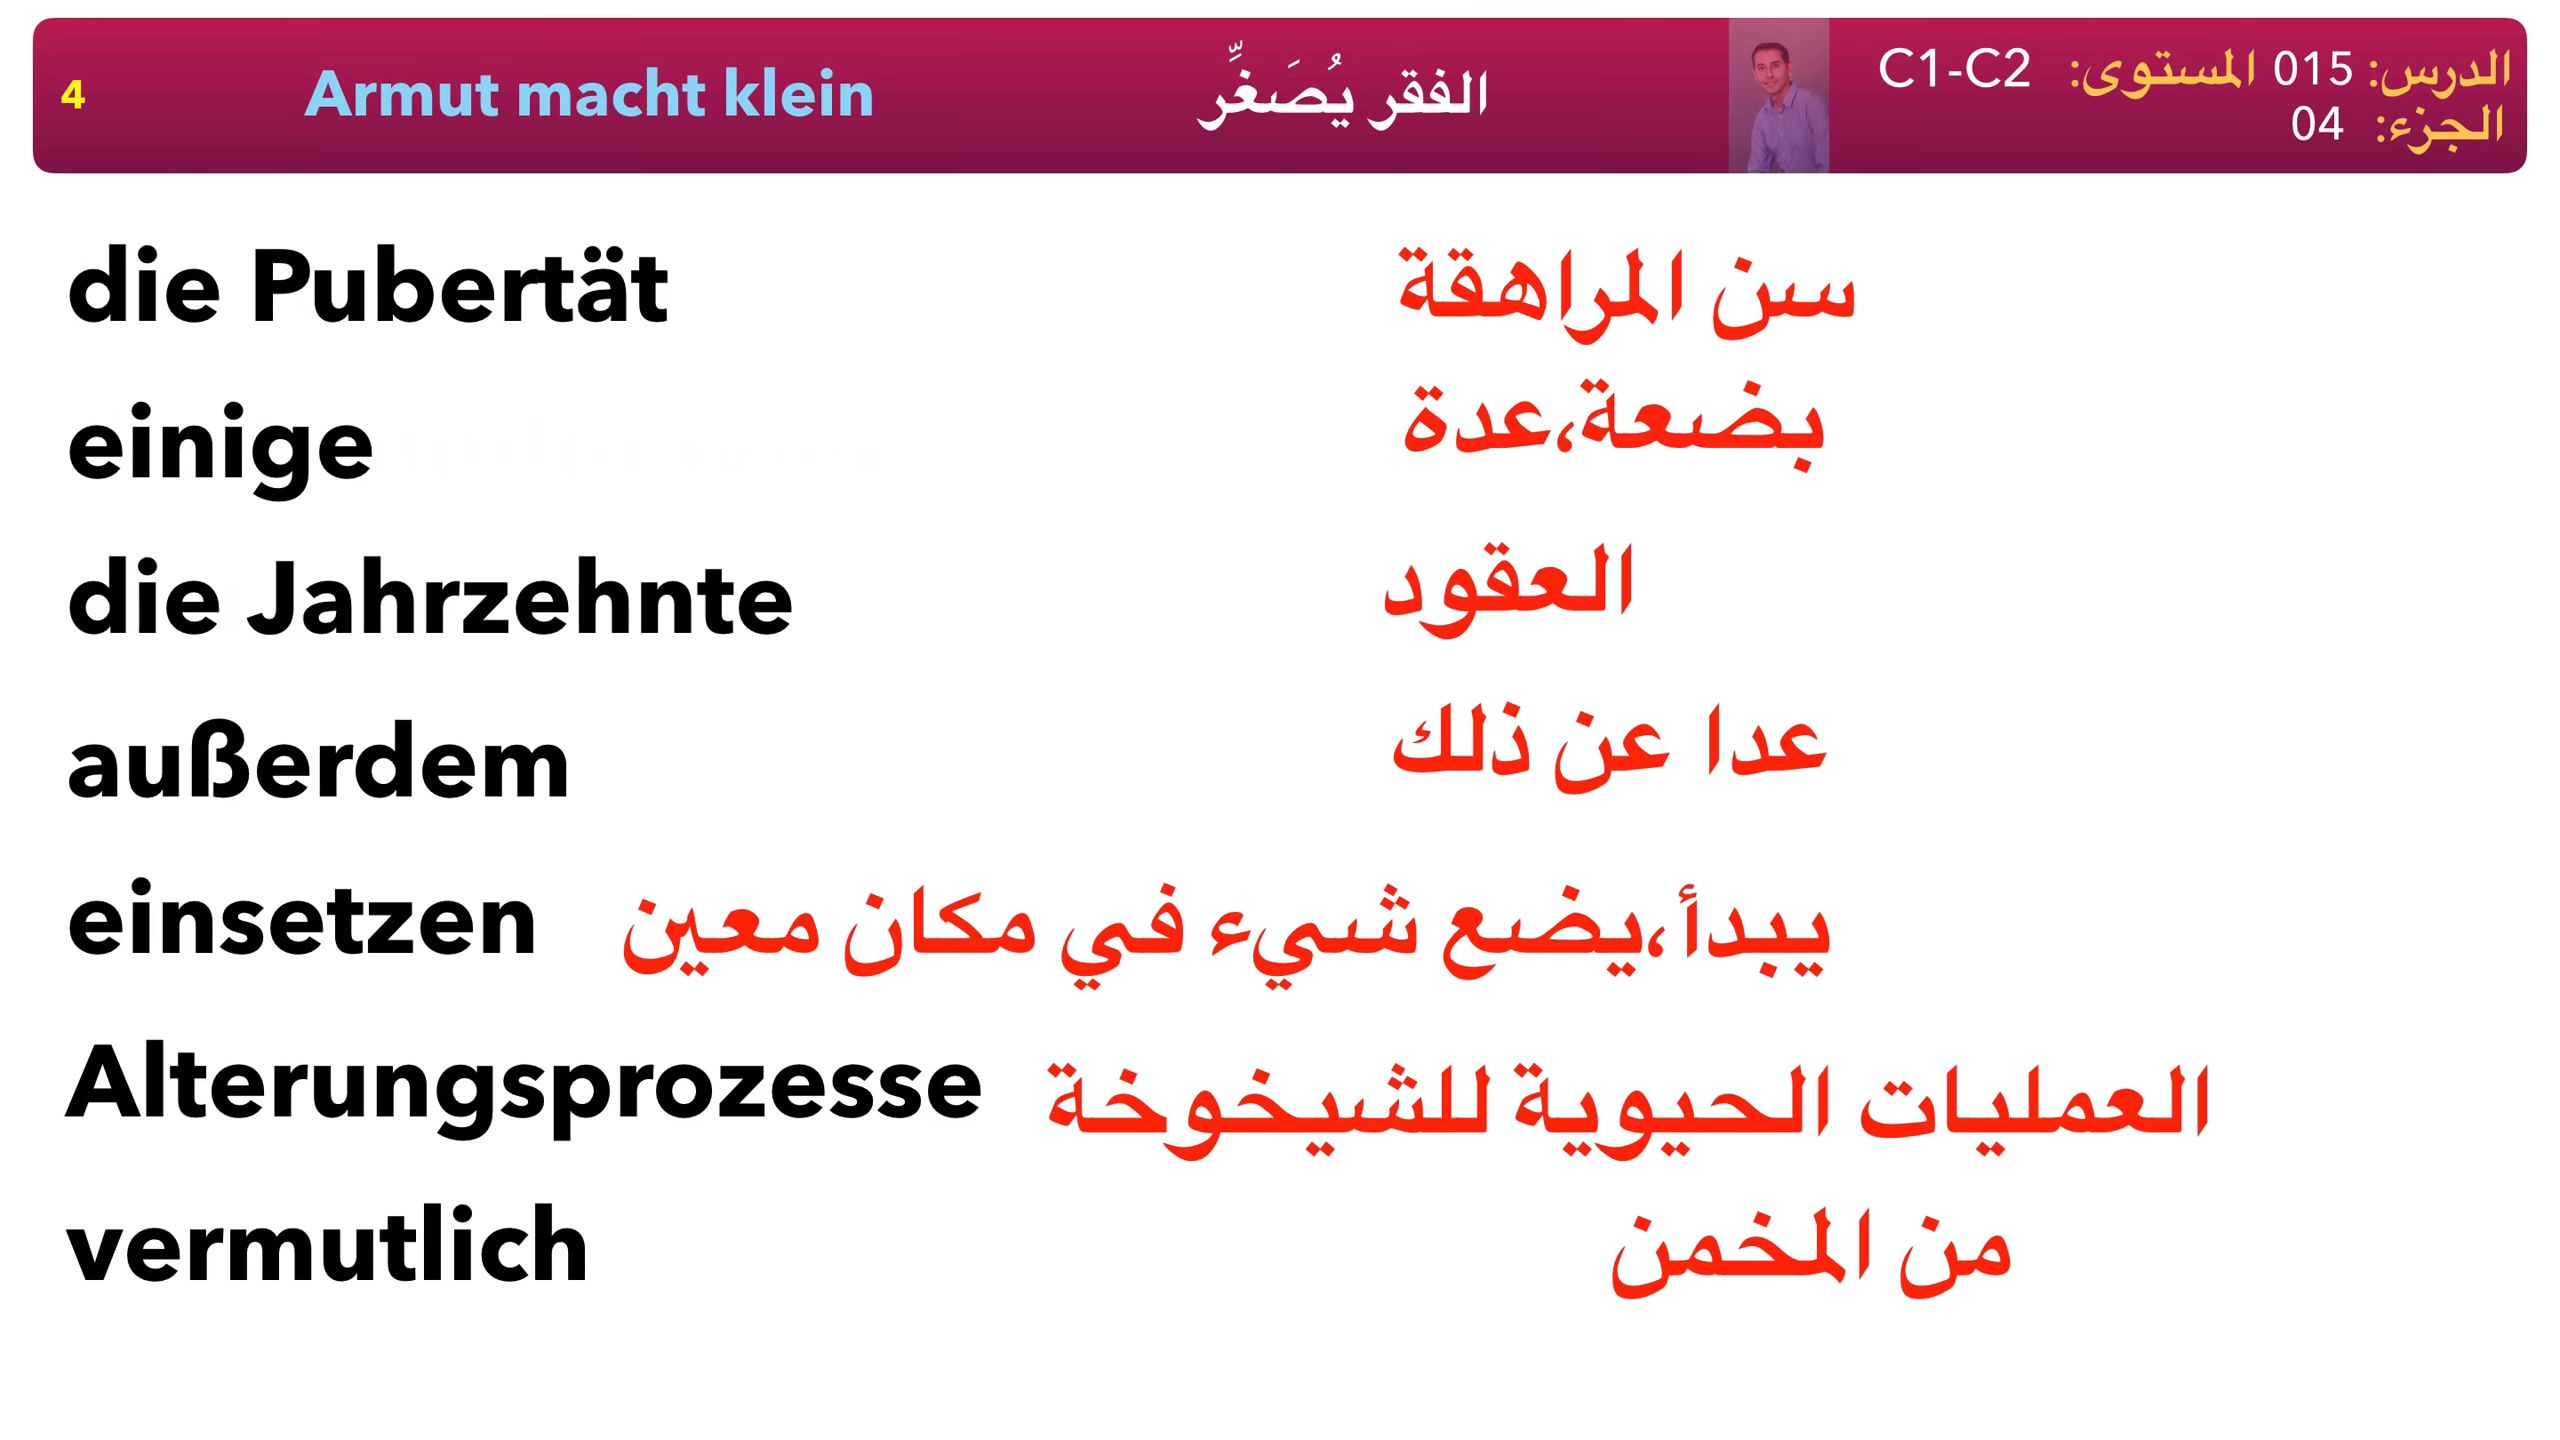 4 Armut macht klein الفقر يُصَغِّر الدرس: 015 المستوى: C1-C2
الجزء: 04
die Pubertät سن المراهقة
einige بضعة،عدة
die Jahrzehnte العقود
außerdem عدا عن ذلك
einsetzen يبدأ،يضع شيء في مكان معين
Alterungsprozesse العمليات الحيوية للشيخوخة
vermutlich من المخمن